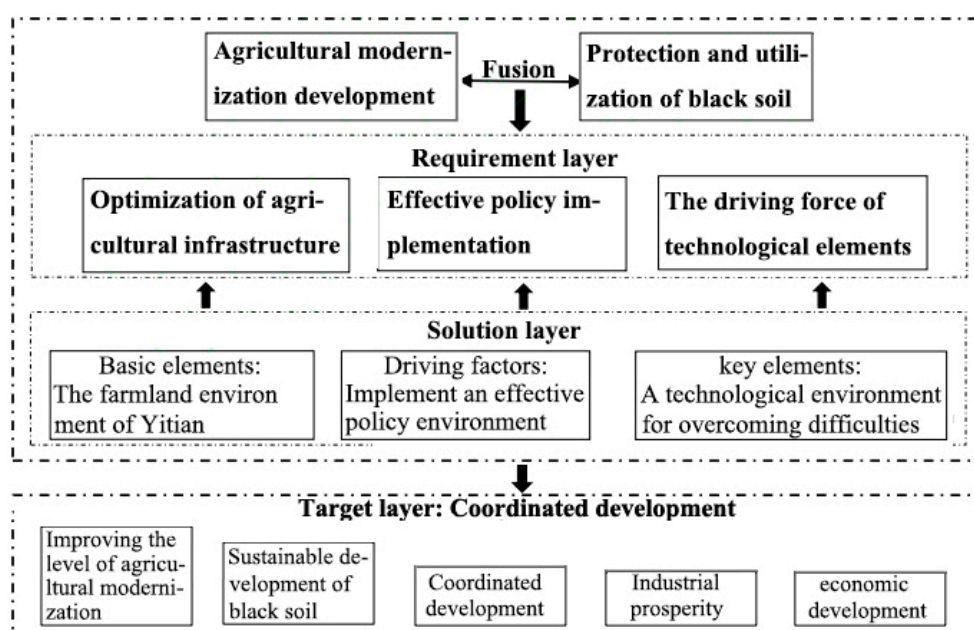 Agricultural modern-
ization development
Fusion
Protection and utili-
zation of black soil
Requirement layer
Optimization of agri-
cultural infrastructure
Effective policy im-
plementation
The driving force of
technological elements
Solution layer
Basic elements:
The farmland environ
ment of Yitian
Driving factors:
Implement an effective
policy environment
key elements:
A technological environment
for overcoming difficulties
Target layer: Coordinated development
Improving the
level of agricu-
ltural moderni-
zation
Sustainable de-
velopment of
black soil
Coordinated
development
Industrial
prosperity
economic
development